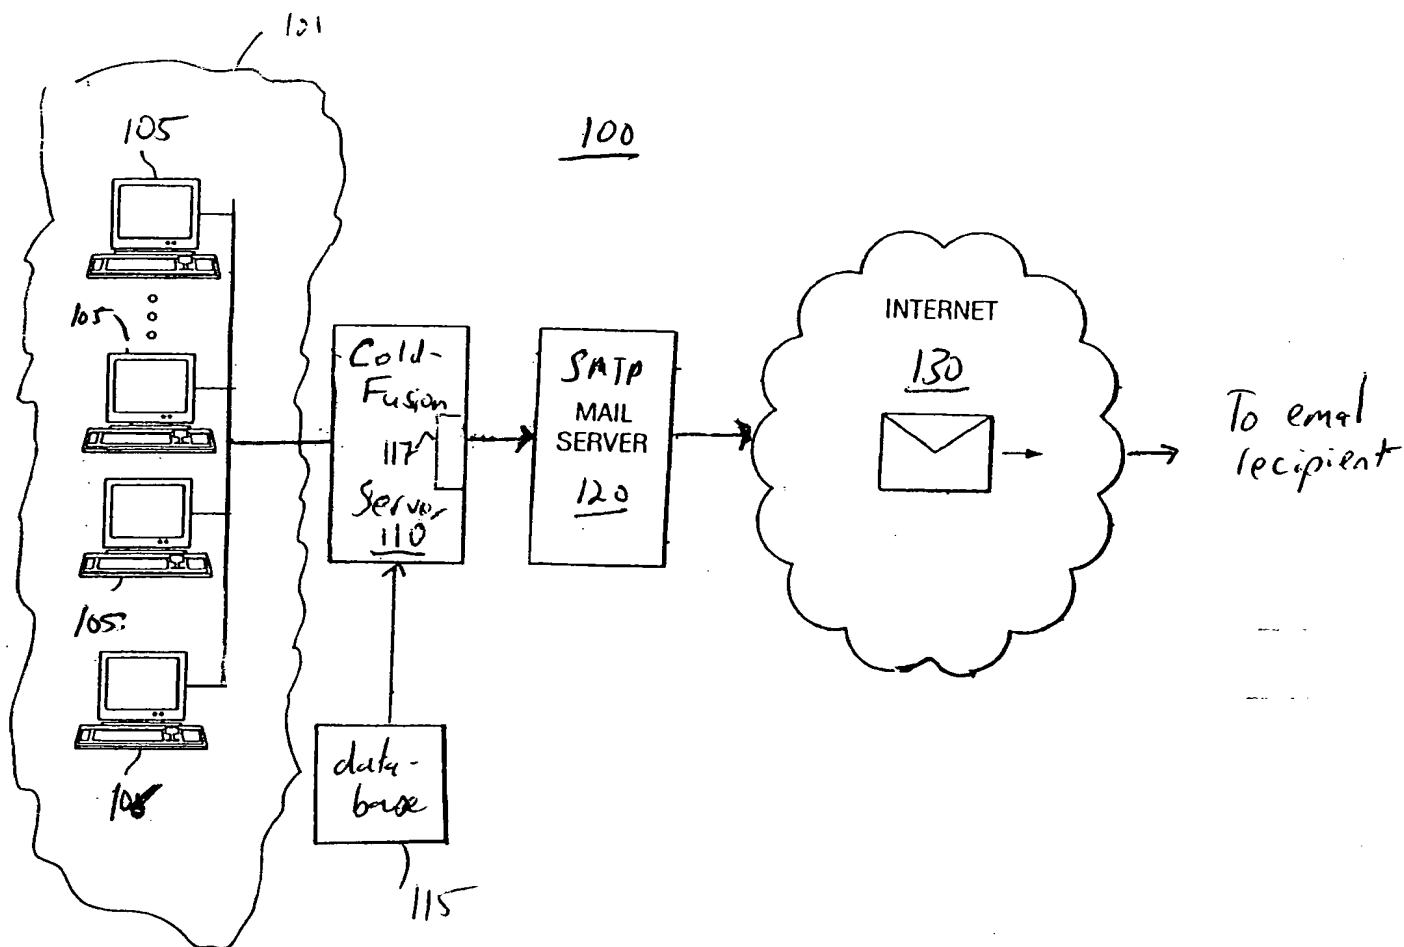 101
105
100
105
INTERNET
130
Cold-
Fusion
117
Server
110
SMTP
MAIL
SERVER
120
To email
recipient
105
data-
base
115